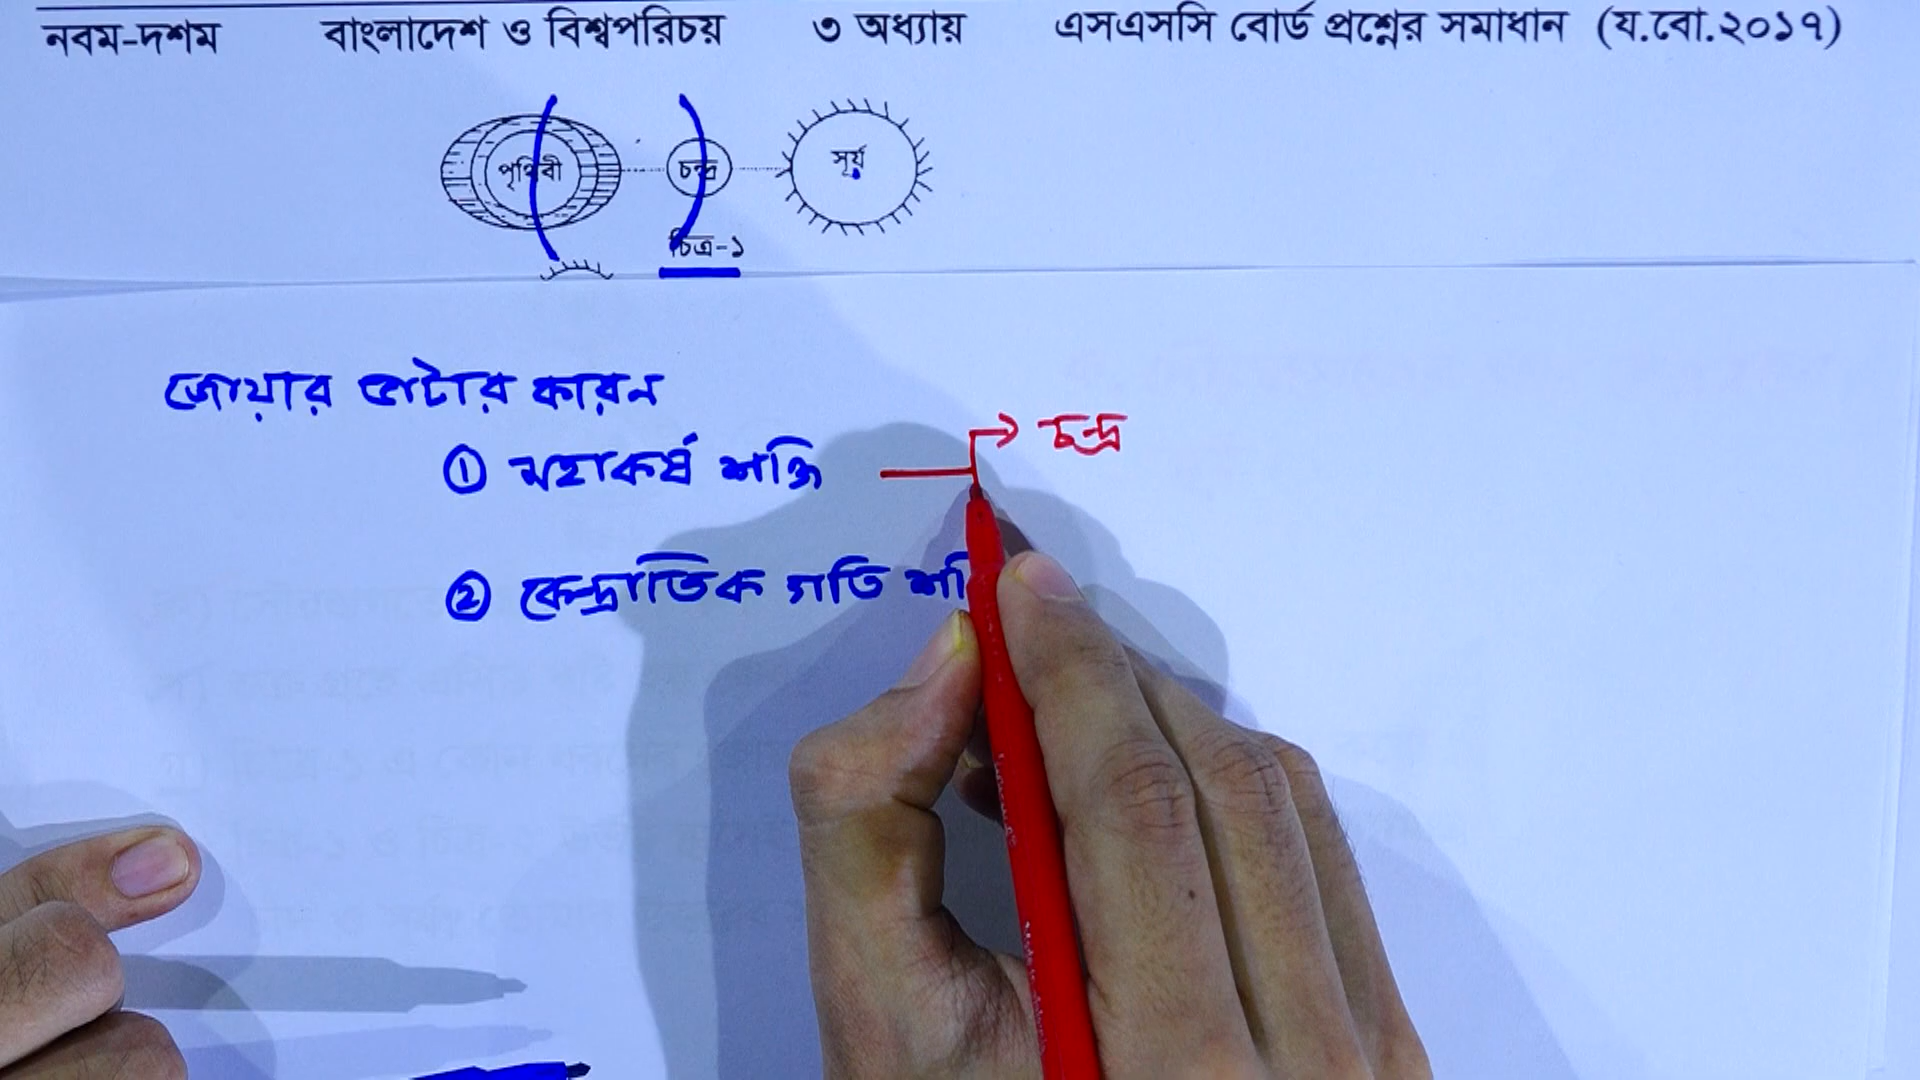 নবম-দশম বাংলাদেশ ও বিশ্বপরিচয় ৩ অধ্যায় এসএসসি বোর্ড প্রশ্নের সমাধান (য.বো.২০১৭)
পৃথিবী চন্দ্র সূর্য
চিত্র-১
জোয়ার ভাটার কারন
① মহাকর্ষ শক্তি → চন্দ্র
② কেন্দ্রাতিক গতি